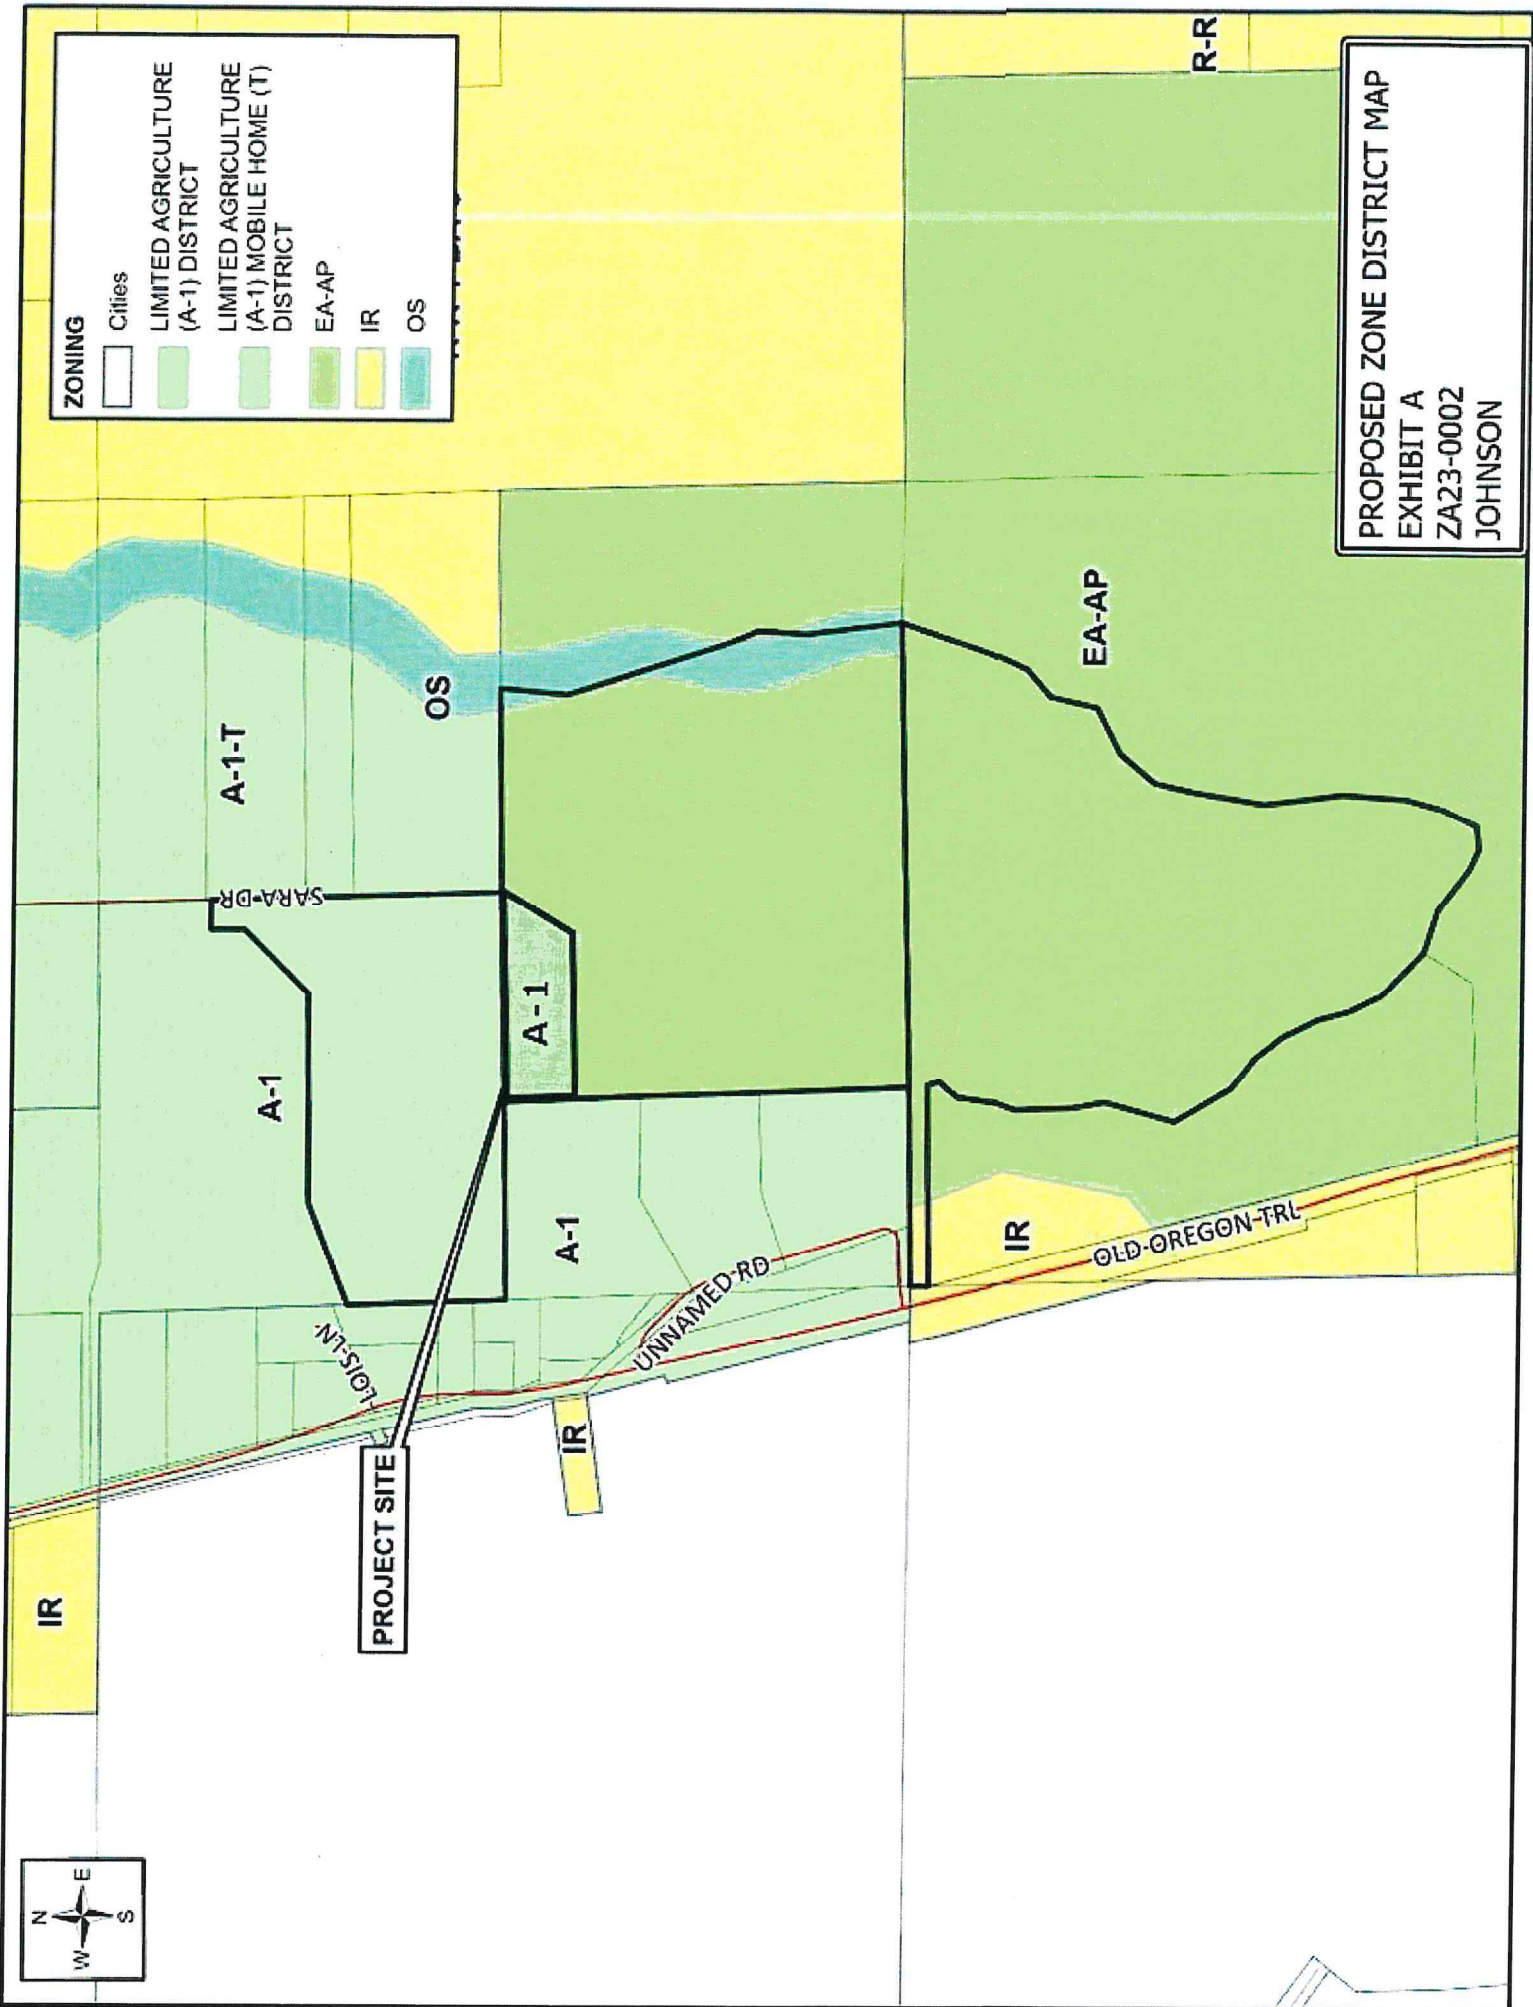 N
W E
S
IR
ZONING
Cities
LIMITED AGRICULTURE
(A-1) DISTRICT
LIMITED AGRICULTURE
(A-1) MOBILE HOME (T)
DISTRICT
EA-AP
IR
OS
A-1-T
SARA DR
A-1
LOIS LN
OS
PROJECT SITE
A-1
A-1
IR
UNNAMED RD
EA-AP
IR
OLD OREGON TRL
R-R
PROPOSED ZONE DISTRICT MAP
EXHIBIT A
ZA23-0002
JOHNSON